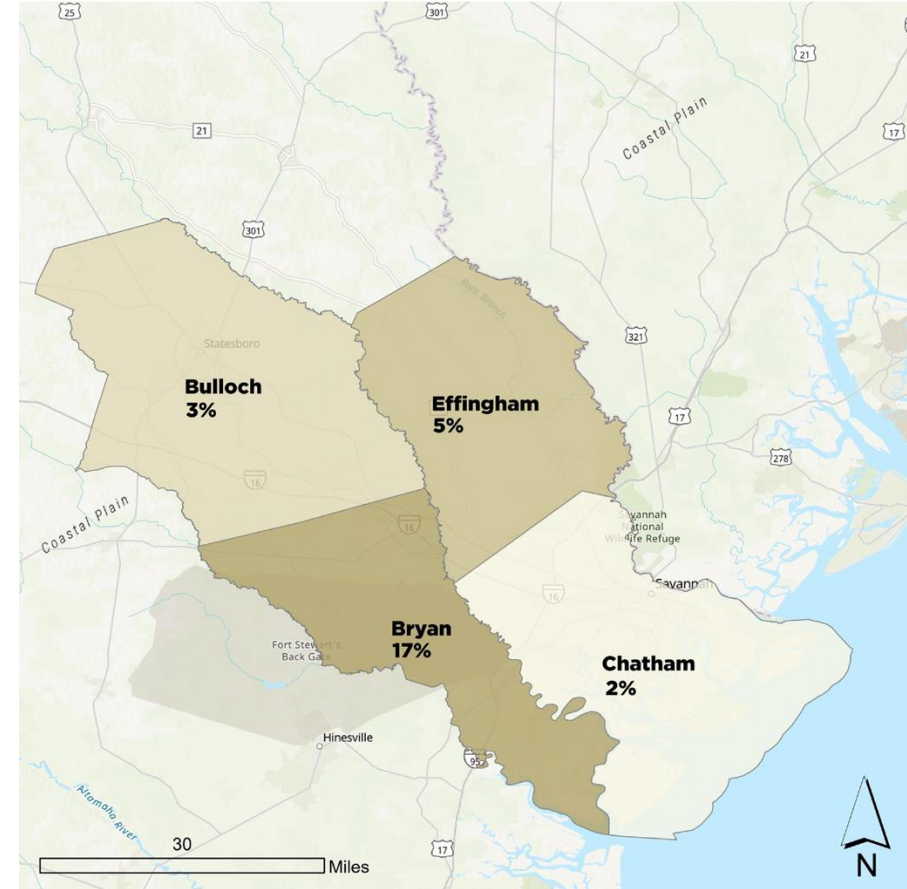 25
301
21
21
Coastal Plain
17
301
Runs Branch
321
Statesboro
Bulloch
3%
Effingham
5%
17
278
16
Coastal Plain
16
Savannah
National
Wildlife Refuge
Savannah
16
Bryan
17%
Fort Stewart's
Back Gate
Chatham
2%
Hinesville
95
Altamaha River
30
Miles
17
N